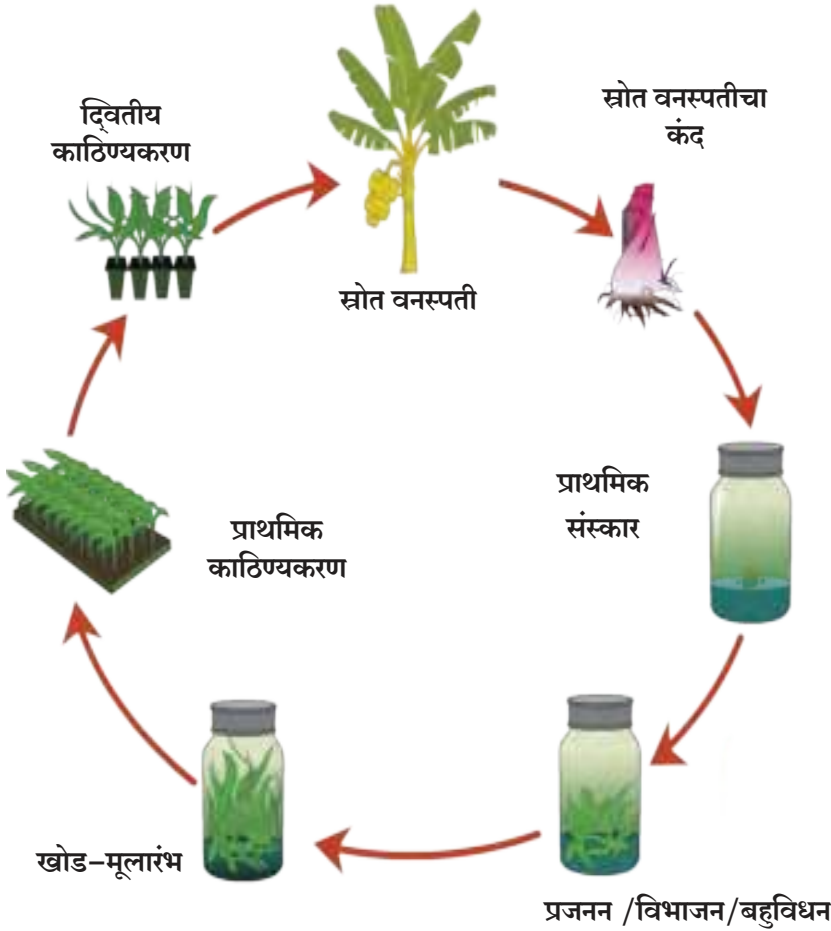 द्वितीय
काठिण्यकरण
स्रोत वनस्पतीचा
कंद
स्रोत वनस्पती
प्राथमिक
संस्कार
प्राथमिक
काठिण्यकरण
खोड-मूलारंभ
प्रजनन /विभाजन/बहुविधन